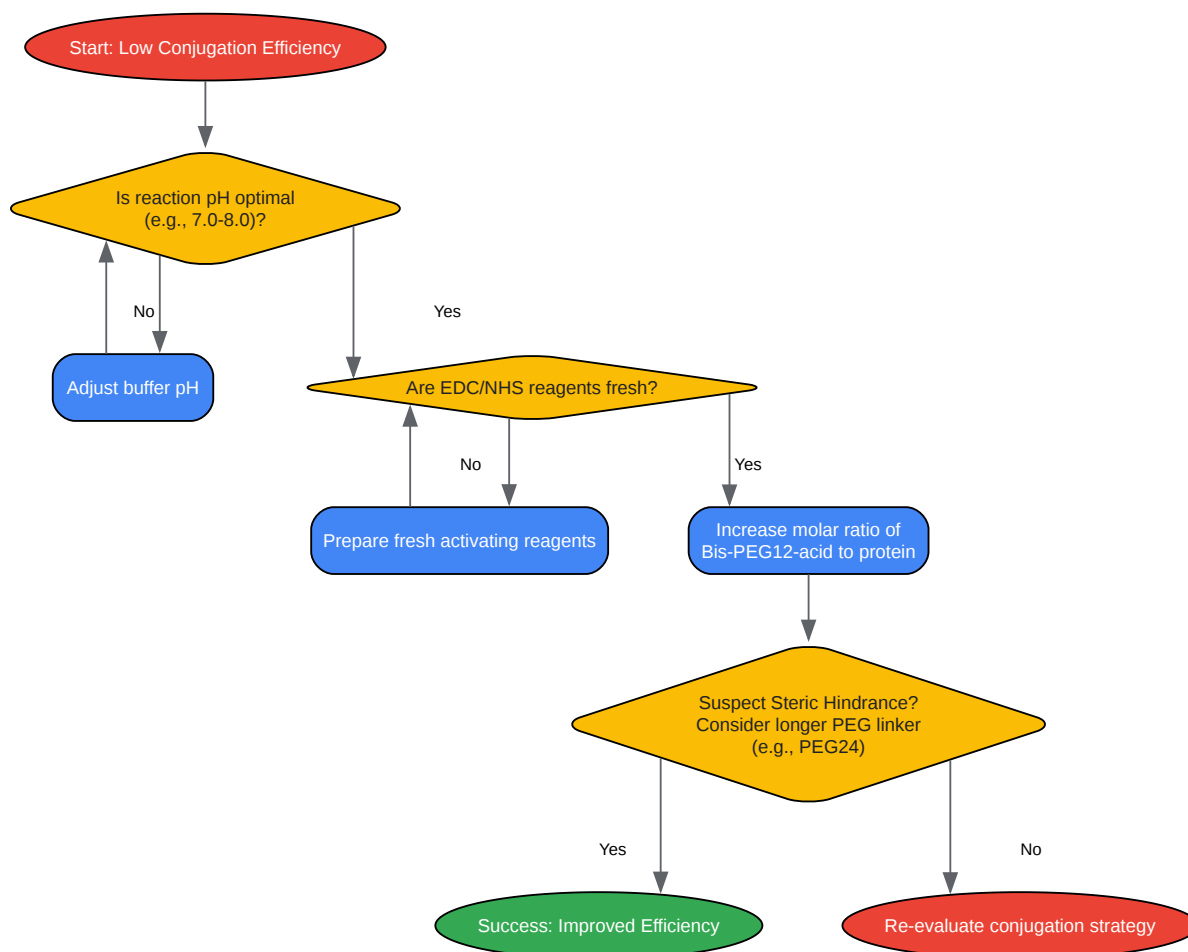 Start: Low Conjugation Efficiency
Is reaction pH optimal
(e.g., 7.0-8.0)?
No
Yes
Adjust buffer pH
Are EDC/NHS reagents fresh?
No
Yes
Prepare fresh activating reagents
Increase molar ratio of
Bis-PEG12-acid to protein
Suspect Steric Hindrance?
Consider longer PEG linker
(e.g., PEG24)
Yes
No
Success: Improved Efficiency
Re-evaluate conjugation strategy